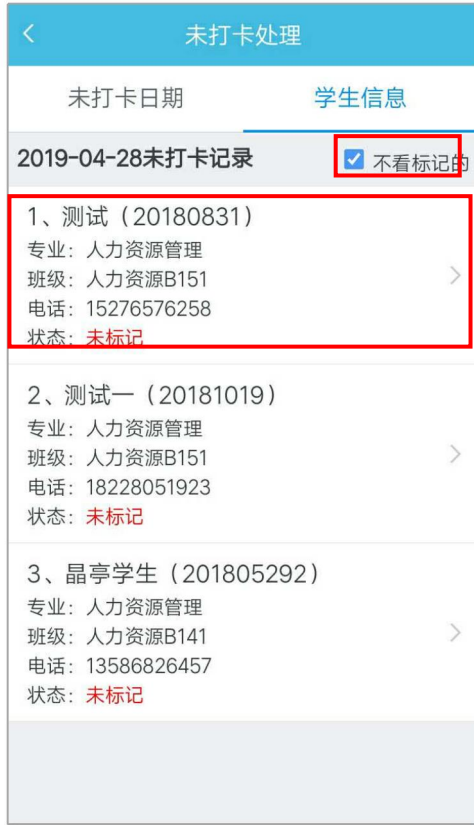 未打卡处理
未打卡日期 学生信息
2019-04-28未打卡记录 不看标记的
1、测试（20180831）
专业：人力资源管理
班级：人力资源B151
电话：15276576258
状态：未标记
2、测试一（20181019）
专业：人力资源管理
班级：人力资源B151
电话：18228051923
状态：未标记
3、晶亭学生（201805292）
专业：人力资源管理
班级：人力资源B141
电话：13586826457
状态：未标记